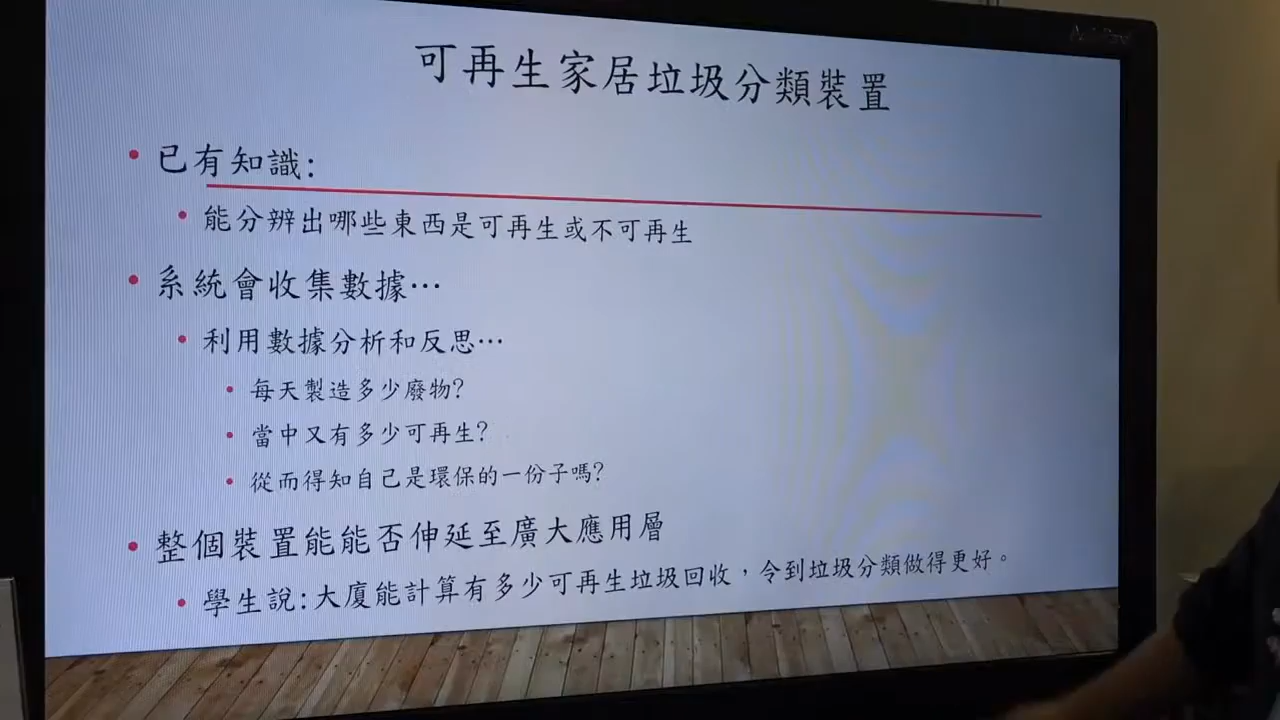 可再生家居垃圾分類裝置
已有知識:
能分辨出哪些東西是可再生或不可再生
系統會收集數據…
利用數據分析和反思…
每天製造多少廢物?
當中又有多少可再生?
從而得知自己是環保的一份子嗎?
整個裝置能能否伸延至廣大應用層
學生說:大廈能計算有多少可再生垃圾回收，令到垃圾分類做得更好。